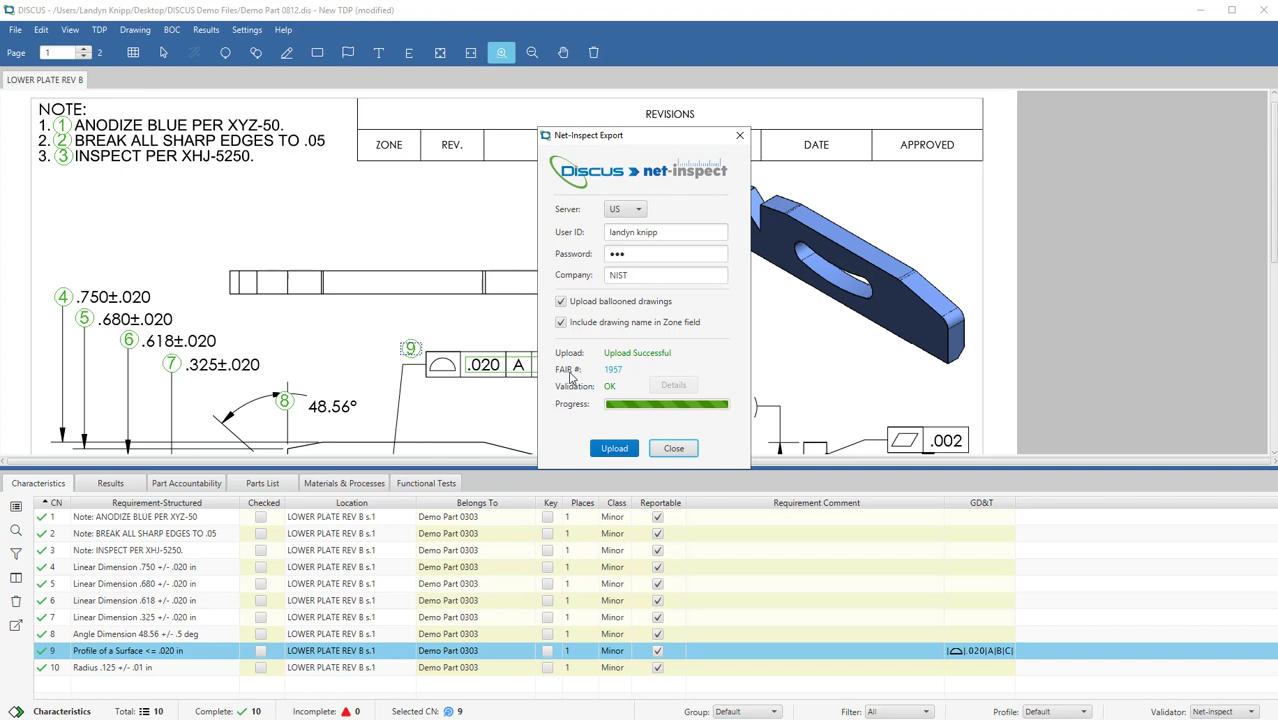 DISCUS - /Users/Landyn Knipp/Desktop/DISCUS Demo Files/Demo Part 0812.dis - New TDP (modified)
File Edit View TDP Drawing BOC Results Settings Help
Page 1 2
LOWER PLATE REV B
NOTE:
1. 1 ANODIZE BLUE PER XYZ-50.
2. 2 BREAK ALL SHARP EDGES TO .05
3. 3 INSPECT PER XHJ-5250.
REVISIONS
ZONE REV. DATE APPROVED
4 .750±.020
5 .680±.020
6 .618±.020
7 .325±.020
8 48.56°
9 .020 A
.002
Net-Inspect Export
DISCUS net-inspect
Server: US
User ID: landyn knipp
Password: •••
Company: NIST
Upload ballooned drawings
Include drawing name in Zone field
Upload: Upload Successful
FAIR #: 1957
Validation: OK Details
Progress:
Upload Close
Characteristics Results Part Accountability Parts List Materials & Processes Functional Tests
CN Requirement-Structured Checked Location Belongs To Key Places Class Reportable Requirement Comment GD&T
1 Note: ANODIZE BLUE PER XYZ-50 LOWER PLATE REV B s.1 Demo Part 0303 1 Minor
2 Note: BREAK ALL SHARP EDGES TO .05 LOWER PLATE REV B s.1 Demo Part 0303 1 Minor
3 Note: INSPECT PER XHJ-5250. LOWER PLATE REV B s.1 Demo Part 0303 1 Minor
4 Linear Dimension .750 +/- .020 in LOWER PLATE REV B s.1 Demo Part 0303 1 Minor
5 Linear Dimension .680 +/- .020 in LOWER PLATE REV B s.1 Demo Part 0303 1 Minor
6 Linear Dimension .618 +/- .020 in LOWER PLATE REV B s.1 Demo Part 0303 1 Minor
7 Linear Dimension .325 +/- .020 in LOWER PLATE REV B s.1 Demo Part 0303 1 Minor
8 Angle Dimension 48.56 +/- .5 deg LOWER PLATE REV B s.1 Demo Part 0303 1 Minor
9 Profile of a Surface <= .020 in LOWER PLATE REV B s.1 Demo Part 0303 1 Minor |⌓|.020|A|B|C|
10 Radius .125 +/- .01 in LOWER PLATE REV B s.1 Demo Part 0303 1 Minor
Characteristics Total: 10 Complete: 10 Incomplete: 0 Selected CN: 9 Group: Default Filter: All Profile: Default Validator: Net-Inspect